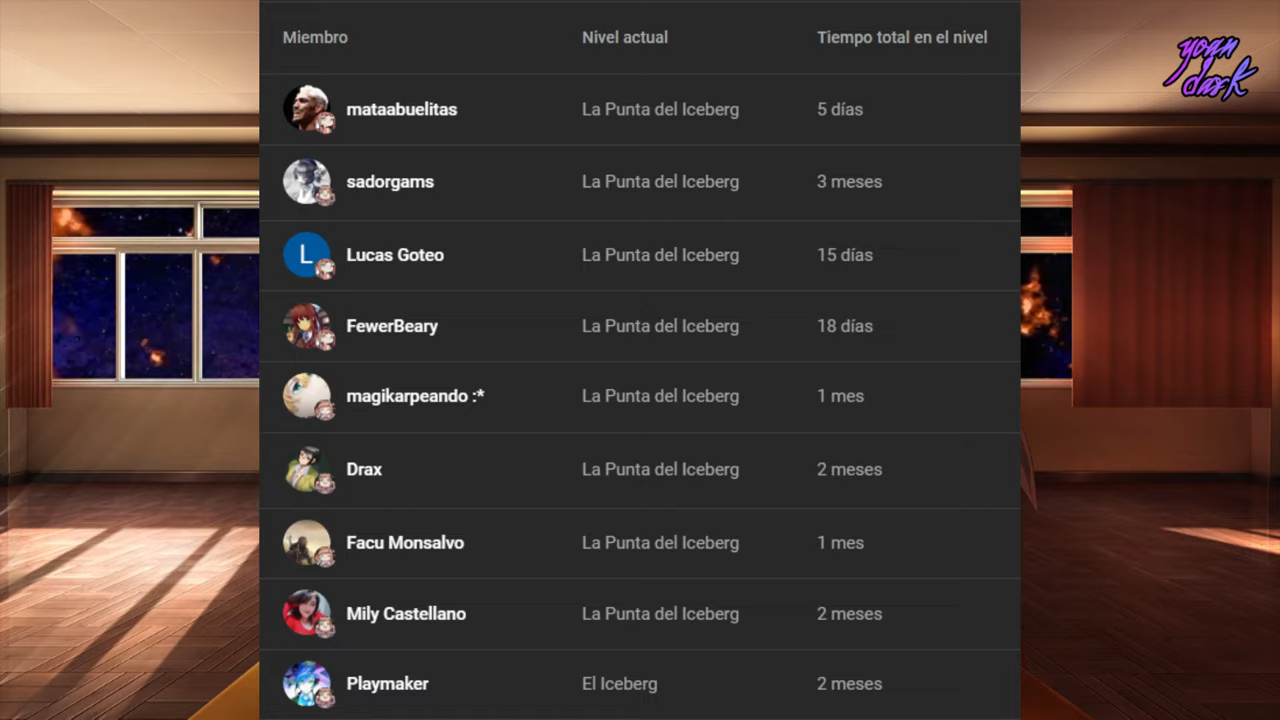 Miembro Nivel actual Tiempo total en el nivel
yoan
dark
mataabuelitas La Punta del Iceberg 5 días
sadorgams La Punta del Iceberg 3 meses
L Lucas Goteo La Punta del Iceberg 15 días
FewerBeary La Punta del Iceberg 18 días
magikarpeando :* La Punta del Iceberg 1 mes
Drax La Punta del Iceberg 2 meses
Facu Monsalvo La Punta del Iceberg 1 mes
Mily Castellano La Punta del Iceberg 2 meses
Playmaker El Iceberg 2 meses